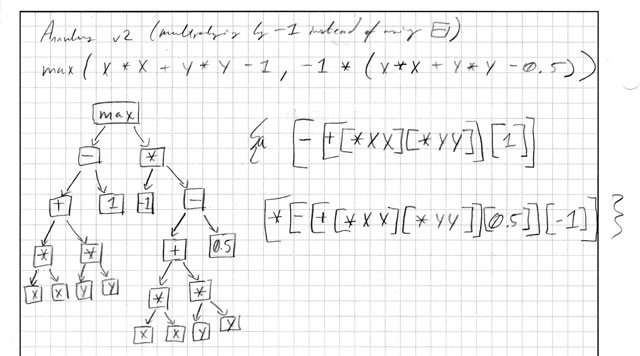 Annulus v2 (multiplying by -1 instead of using ⊟)
max( X*X + Y*Y - 1, -1 * (X*X + Y*Y - 0.5))
max
- *
+ 1 -1 -
* * + 0.5
X X Y Y * *
X X Y Y
{a [- [+ [* X X] [* Y Y]] [1]]
[* [- [+ [* X X] [* Y Y]] [0.5]] [-1]] }